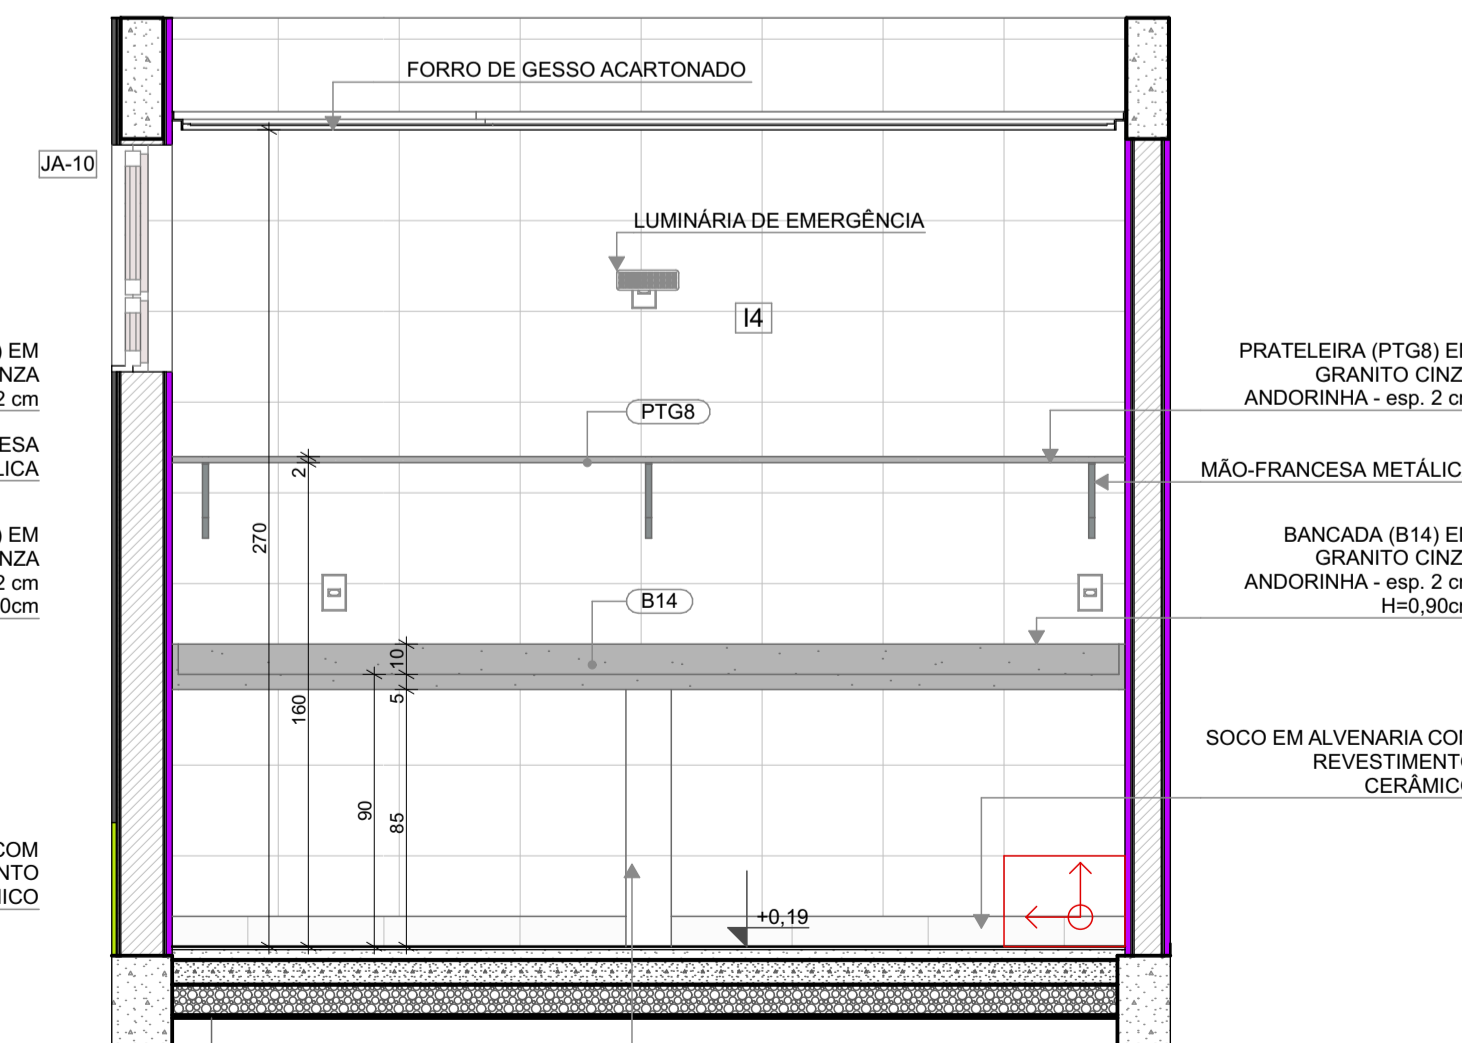 FORRO DE GESSO ACARTONADO
JA-10
LUMINÁRIA DE EMERGÊNCIA
I4
) EM
NZA
2 cm
PRATELEIRA (PTG8) E
GRANITO CINZ
ANDORINHA - esp. 2 c
PTG8
ESA
LICA
2
MÃO-FRANCESA METÁLIC
270
) EM
NZA
2 cm
0cm
BANCADA (B14) E
GRANITO CINZ
ANDORINHA - esp. 2 c
H=0,90c
B14
10
5
160
90
85
SOCO EM ALVENARIA CO
REVESTIMENT
CERÂMIC
COM
NTO
ICO
+0,19